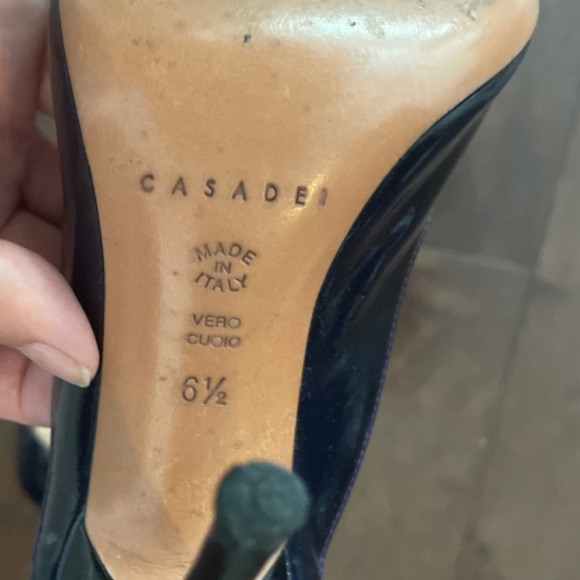 CASADEI
MADE
IN
ITALY
VERO
CUOIO
6½